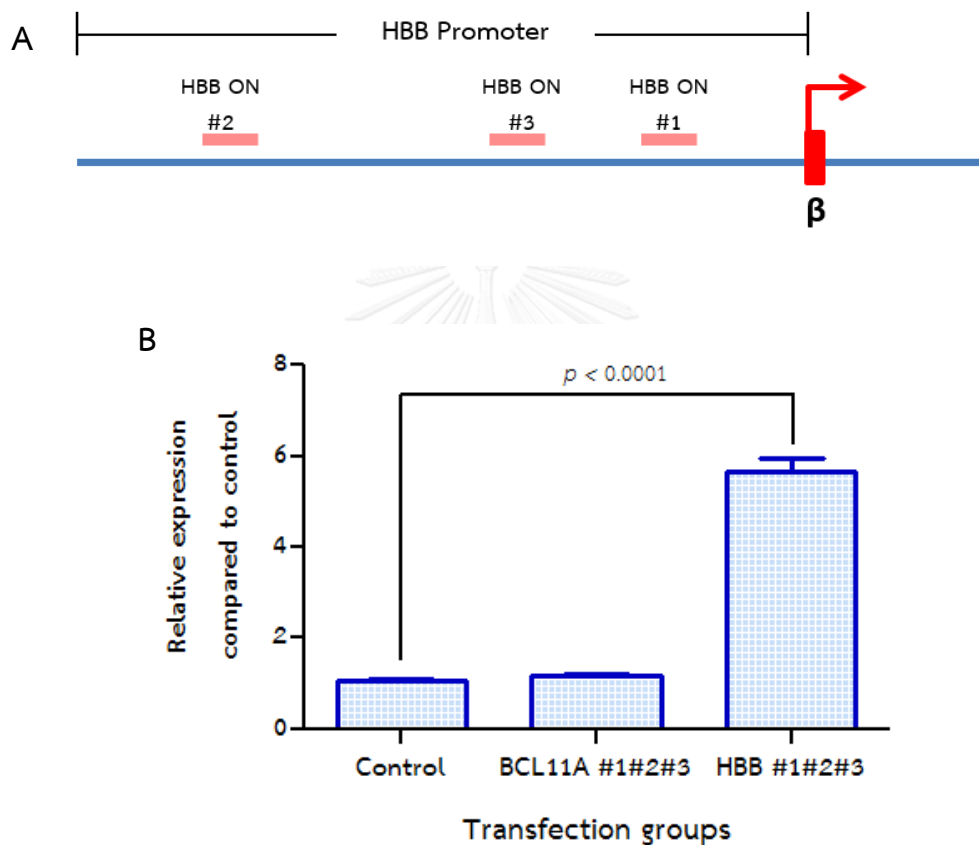 A
HBB Promoter
HBB ON
#2
HBB ON
#3
HBB ON
#1
β
B
Relative expression
compared to control
8
6
4
2
0
p < 0.0001
Control
BCL11A #1#2#3
HBB #1#2#3
Transfection groups